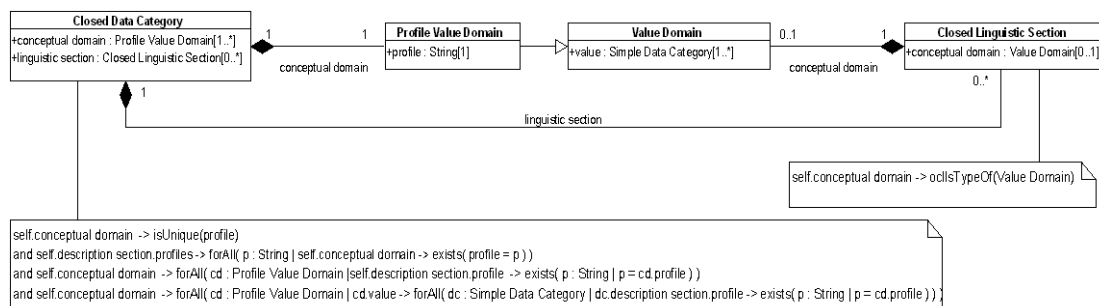 Closed Data Category
+conceptual domain : Profile Value Domain[1..*]
+linguistic section : Closed Linguistic Section[0..*]
1
1
conceptual domain
Profile Value Domain
+profile : String[1]
Value Domain
+value : Simple Data Category[1..*]
0..1
1
conceptual domain
Closed Linguistic Section
+conceptual domain : Value Domain[0..1]
1
0..*
linguistic section
self.conceptual domain -> oclIsTypeOf(Value Domain)
self.conceptual domain -> isUnique(profile)
and self.description section.profiles -> forAll( p : String | self.conceptual domain -> exists( profile = p ) )
and self.conceptual domain -> forAll( cd : Profile Value Domain |self.description section.profile -> exists( p : String | p = cd.profile ) )
and self.conceptual domain -> forAll( cd : Profile Value Domain | cd.value -> forAll( dc : Simple Data Category | dc.description section.profile -> exists( p : String | p = cd.profile ) ) )